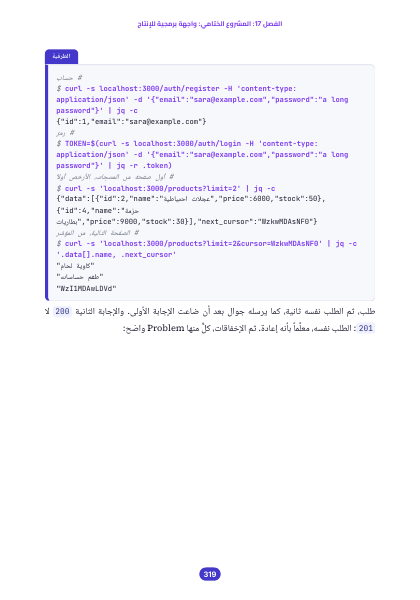 الفصل 17: المشروع الختامي: واجهة برمجية للإنتاج
الطرفية
# حساب
$ curl -s localhost:3000/auth/register -H 'content-type:
application/json' -d '{"email":"sara@example.com","password":"a long
password"}' | jq -c
{"id":1,"email":"sara@example.com"}
# رمز
$ TOKEN=$(curl -s localhost:3000/auth/login -H 'content-type:
application/json' -d '{"email":"sara@example.com","password":"a long
password"}' | jq -r .token)
# أول صفحة من المنتجات، الأرخص أولا
$ curl -s 'localhost:3000/products?limit=2' | jq -c
{"data":[{"id":2,"name":"عجلات احتياطية","price":6000,"stock":50},
{"id":4,"name":"حزمة
بطاريات","price":9000,"stock":30}],"next_cursor":"WzkwMDAsNF0"}
# الصفحة التالية، من المؤشر
$ curl -s 'localhost:3000/products?limit=2&cursor=WzkwMDAsNF0' | jq -c
'.data[].name, .next_cursor'
"كاوية لحام"
"طقم حساسات"
"WzI1MDAwLDVd"
طلب، ثم الطلب نفسه ثانية، كما يرسله جوال بعد أن ضاعت الإجابة الأولى. والإجابة الثانية 200 لا
201: الطلب نفسه، معلَّماً بأنه إعادة. ثم الإخفاقات، كلٌّ منها Problem واضح:
319